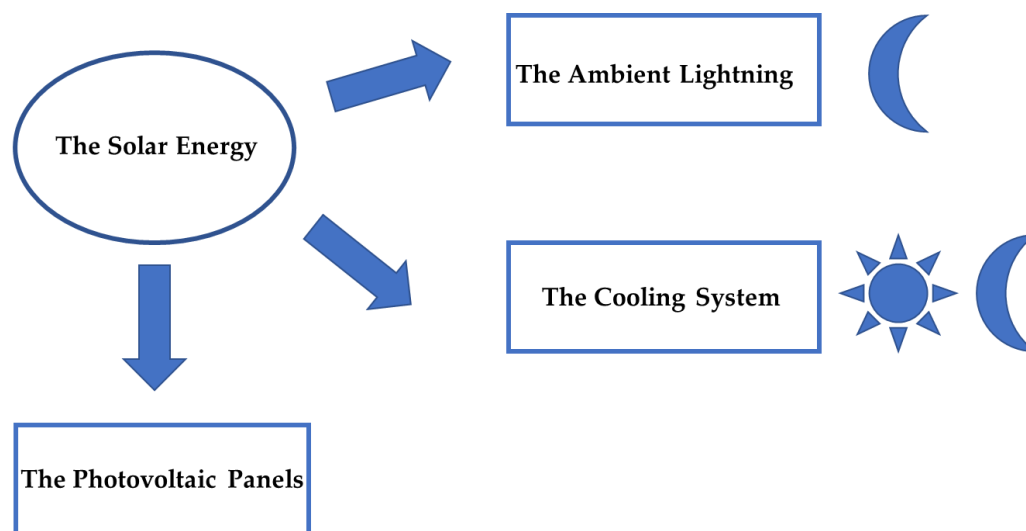 The Ambient Lightning
The Solar Energy
The Cooling System
The Photovoltaic Panels